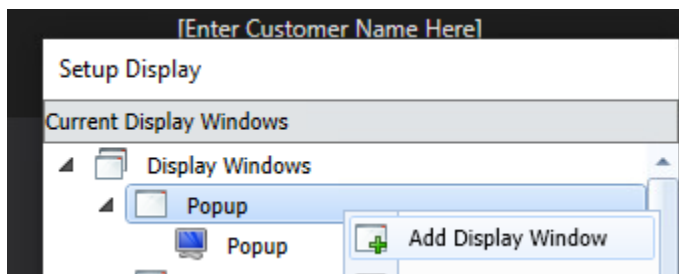 [Enter Customer Name Here]
Setup Display
Current Display Windows
Display Windows
Popup
Popup
Add Display Window